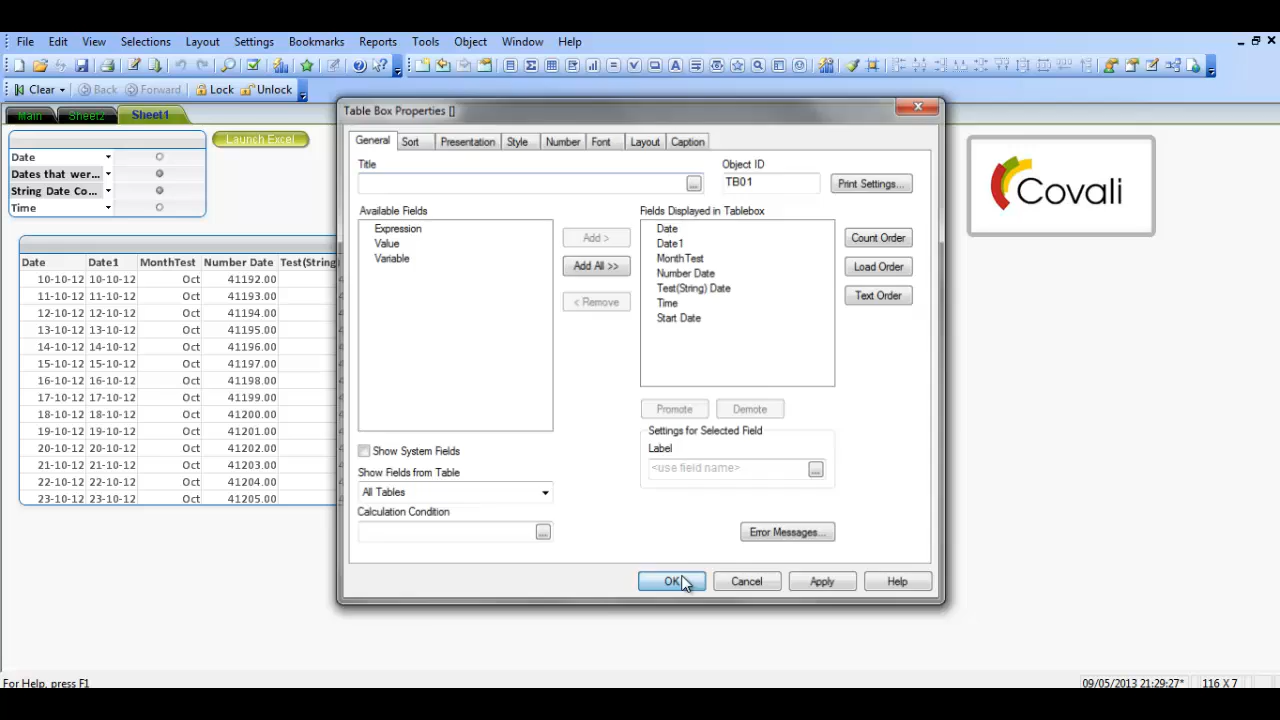 File Edit View Selections Layout Settings Bookmarks Reports Tools Object Window Help
Clear Back Forward Lock Unlock
Main Sheet2 Sheet1
Launch Excel
Date
Dates that wer...
String Date Co...
Time
Date Date1 MonthTest Number Date Test(String)
10-10-12 10-10-12 Oct 41192.00
11-10-12 11-10-12 Oct 41193.00
12-10-12 12-10-12 Oct 41194.00
13-10-12 13-10-12 Oct 41195.00
14-10-12 14-10-12 Oct 41196.00
15-10-12 15-10-12 Oct 41197.00
16-10-12 16-10-12 Oct 41198.00
17-10-12 17-10-12 Oct 41199.00
18-10-12 18-10-12 Oct 41200.00
19-10-12 19-10-12 Oct 41201.00
20-10-12 20-10-12 Oct 41202.00
21-10-12 21-10-12 Oct 41203.00
22-10-12 22-10-12 Oct 41204.00
23-10-12 23-10-12 Oct 41205.00
Table Box Properties []
General Sort Presentation Style Number Font Layout Caption
Title
Object ID
TB01
Print Settings...
Available Fields
Expression
Value
Variable
Add >
Add All >>
< Remove
Fields Displayed in Tablebox
Date
Date1
MonthTest
Number Date
Test(String) Date
Time
Start Date
Count Order
Load Order
Text Order
Promote Demote
Settings for Selected Field
Label
<use field name>
...
Show System Fields
Show Fields from Table
All Tables
Calculation Condition
...
Error Messages...
OK Cancel Apply Help
Covali
For Help, press F1
09/05/2013 21:29:27* 116 X 7